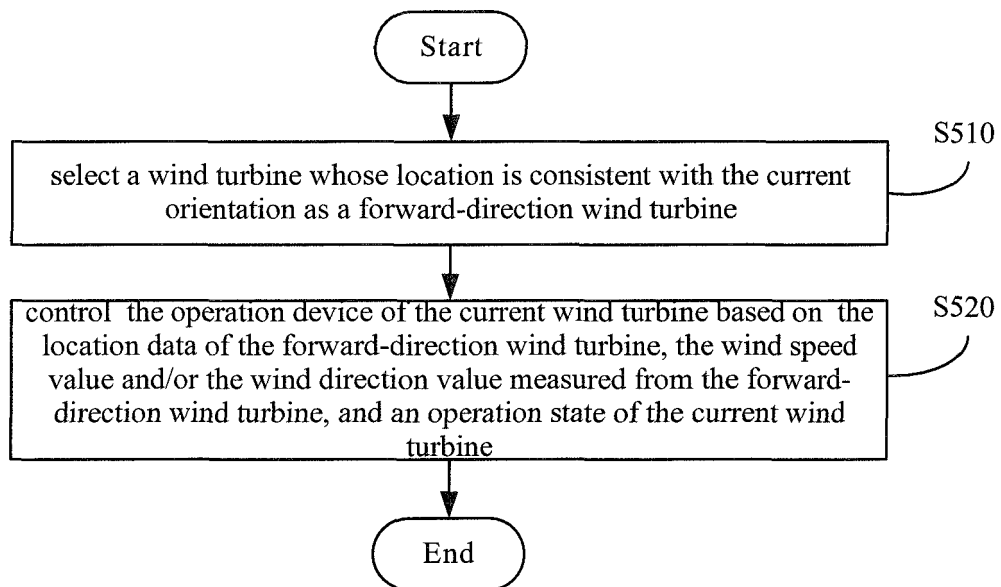 Start
S510
select a wind turbine whose location is consistent with the current
orientation as a forward-direction wind turbine
S520
control the operation device of the current wind turbine based on the
location data of the forward-direction wind turbine, the wind speed
value and/or the wind direction value measured from the forward-
direction wind turbine, and an operation state of the current wind
turbine
End